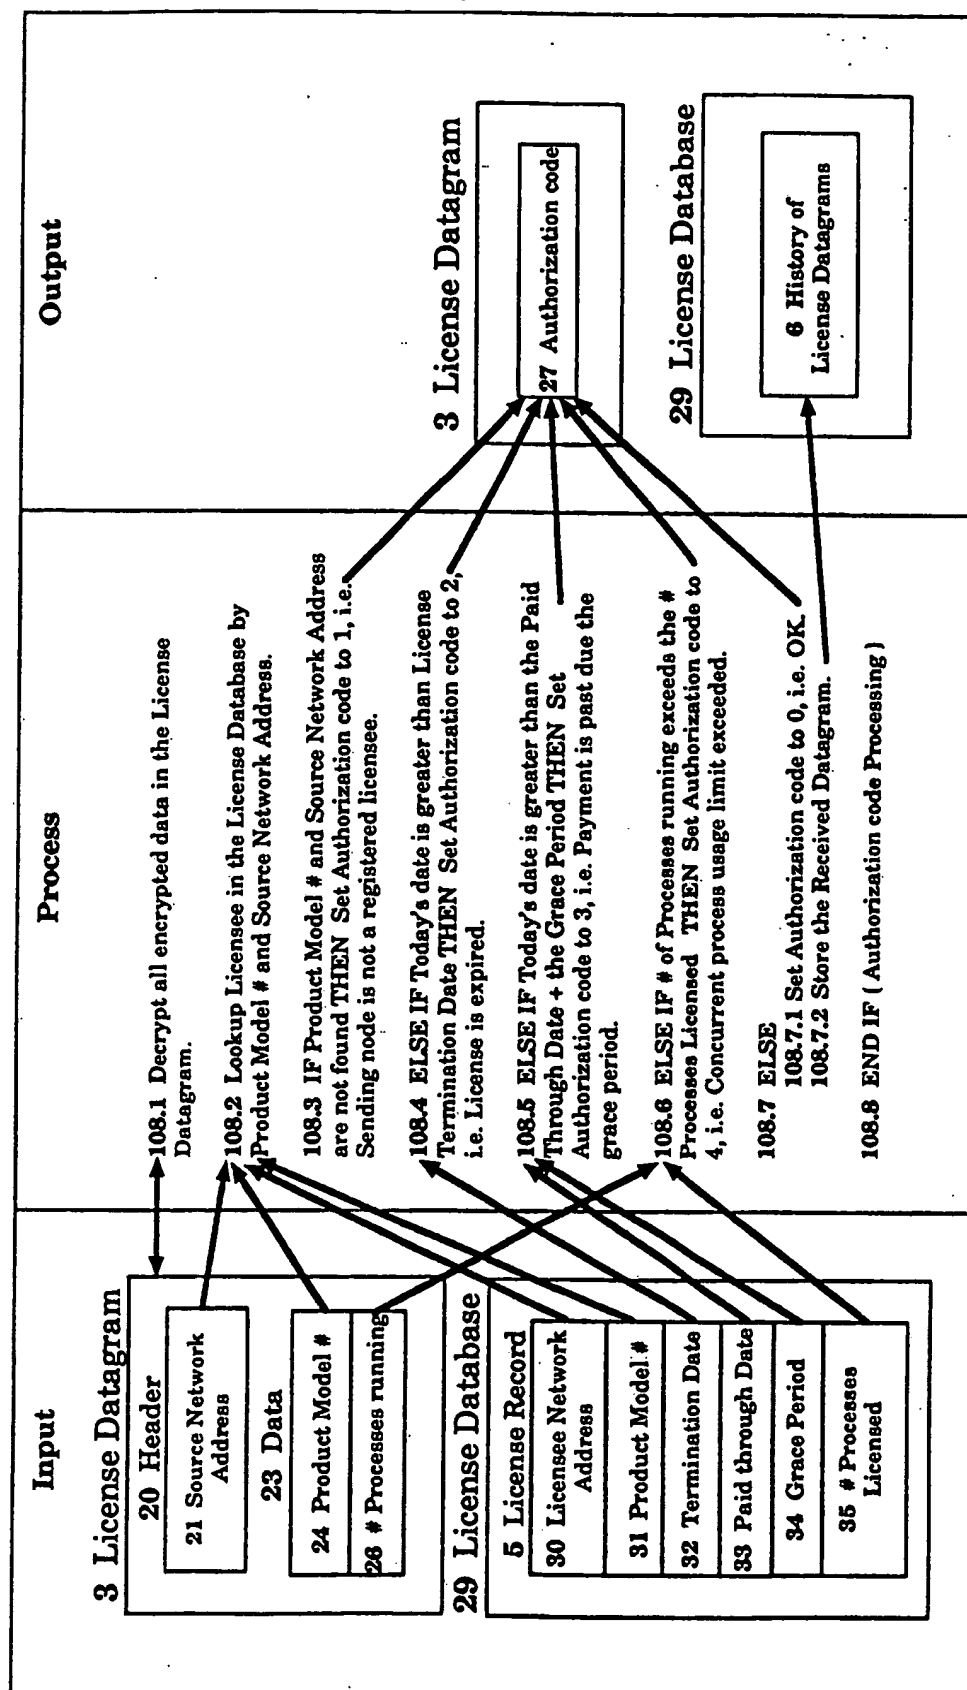 Input
3 License Datagram
20 Header
21 Source Network
Address
23 Data
24 Product Model #
26 # Processes running
29 License Database
5 License Record
30 Licensee Network
Address
31 Product Model #
32 Termination Date
33 Paid through Date
34 Grace Period
35 # Processes
Licensed
Process
108.1 Decrypt all encrypted data in the License
Datagram.
108.2 Lookup Licensee in the License Database by
Product Model # and Source Network Address.
108.3 IF Product Model # and Source Network Address
are not found THEN Set Authorization code to 1, i.e.
Sending node is not a registered licensee.
108.4 ELSE IF Today's date is greater than License
Termination Date THEN Set Authorization code to 2,
i.e. License is expired.
108.5 ELSE IF Today's date is greater than the Paid
Through Date + the Grace Period THEN Set
Authorization code to 3, i.e. Payment is past due the
grace period.
108.6 ELSE IF # of Processes running exceeds the #
Processes Licensed THEN Set Authorization code to
4, i.e. Concurrent process usage limit exceeded.
108.7 ELSE
108.7.1 Set Authorization code to 0, i.e. OK.
108.7.2 Store the Received Datagram.
108.8 END IF ( Authorization code Processing )
Output
3 License Datagram
27 Authorization code
29 License Database
6 History of
License Datagrams